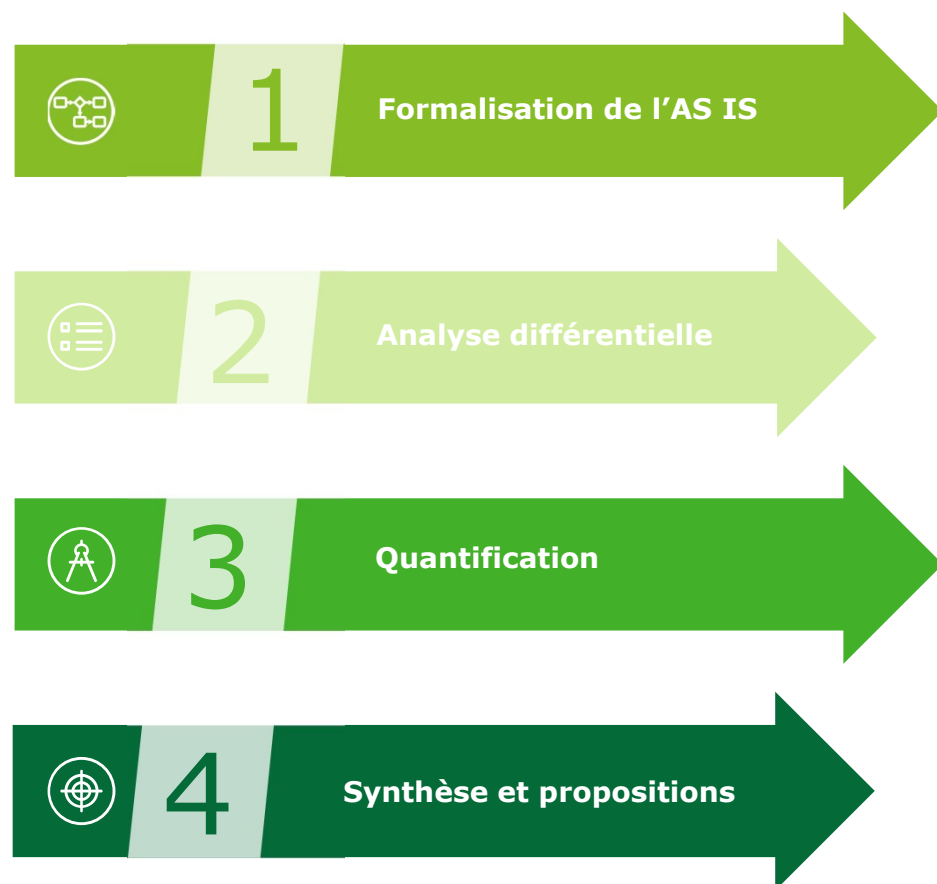 1 Formalisation de l’AS IS
2 Analyse différentielle
3 Quantification
4 Synthèse et propositions